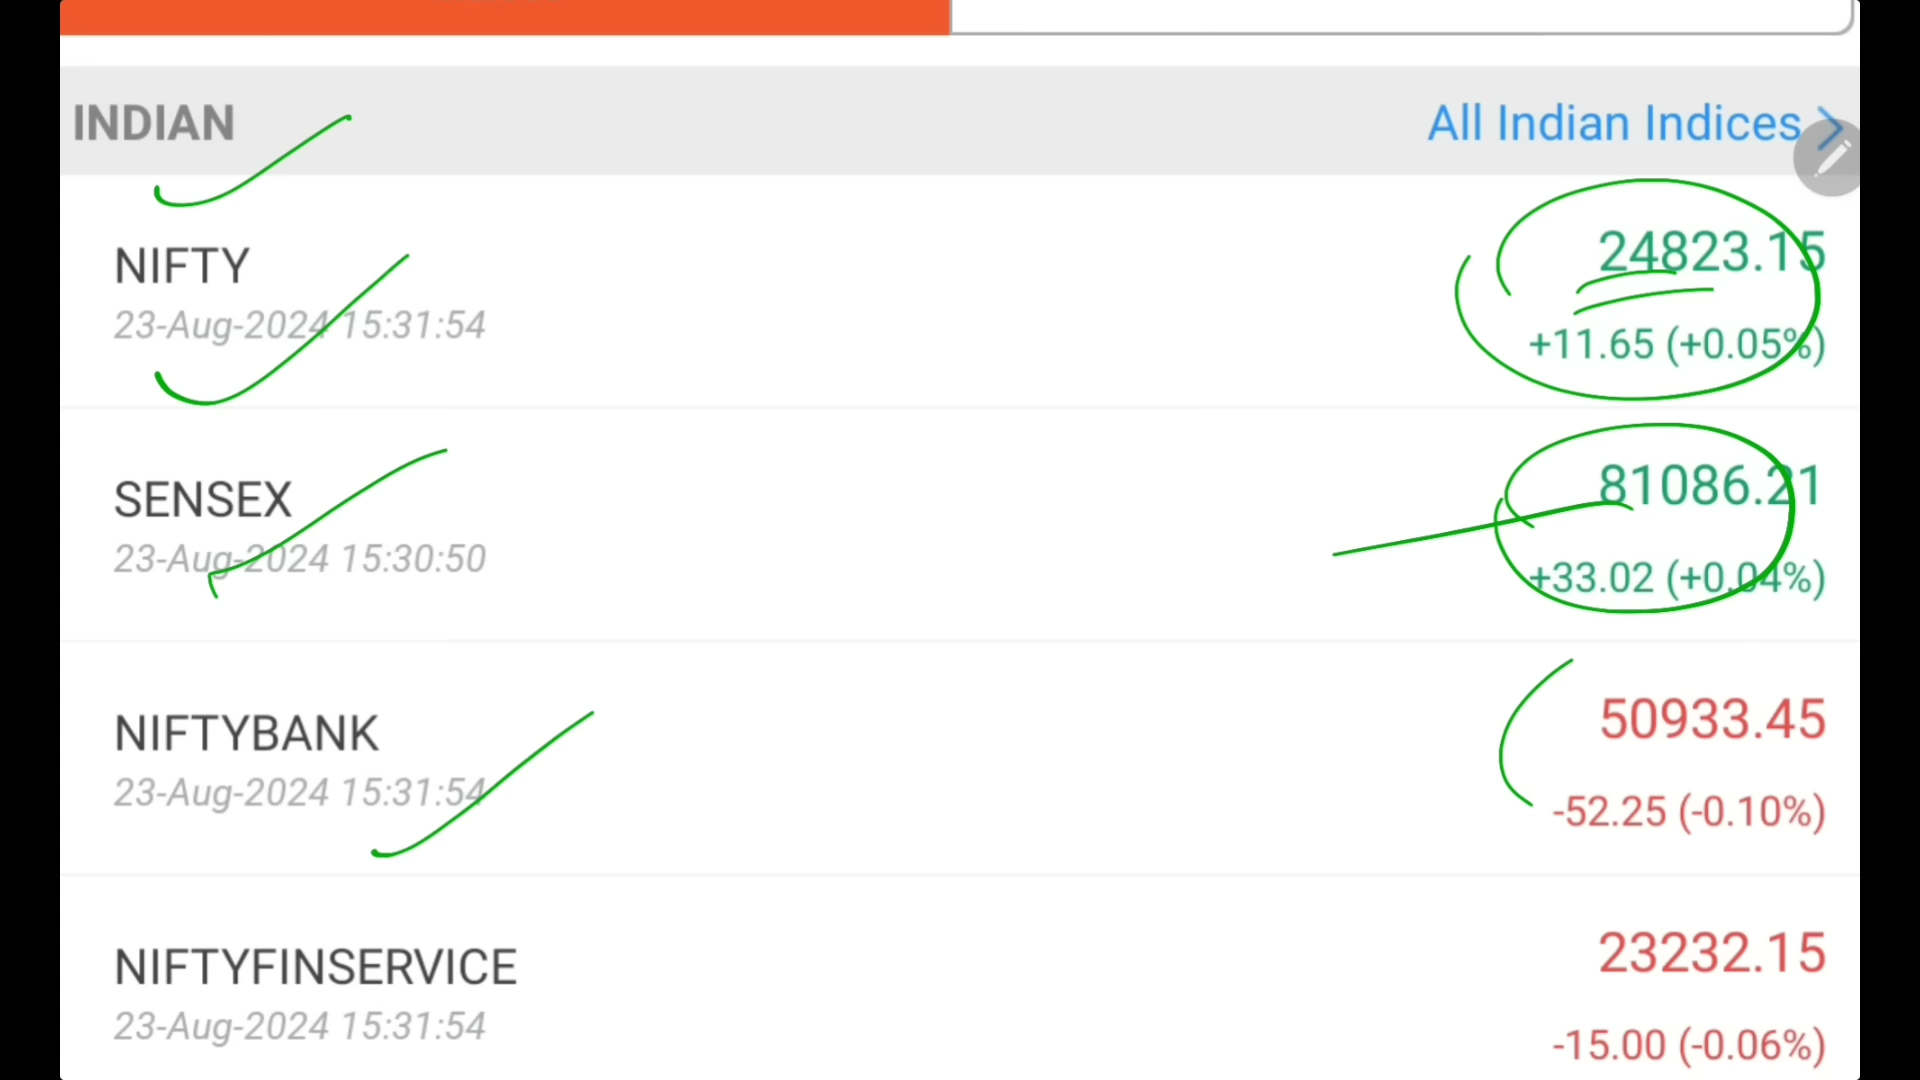 INDIAN
All Indian Indices >
NIFTY
24823.15
23-Aug-2024 15:31:54
+11.65 (+0.05%)
SENSEX
81086.21
23-Aug-2024 15:30:50
+33.02 (+0.04%)
NIFTYBANK
50933.45
23-Aug-2024 15:31:54
-52.25 (-0.10%)
NIFTYFINSERVICE
23232.15
23-Aug-2024 15:31:54
-15.00 (-0.06%)